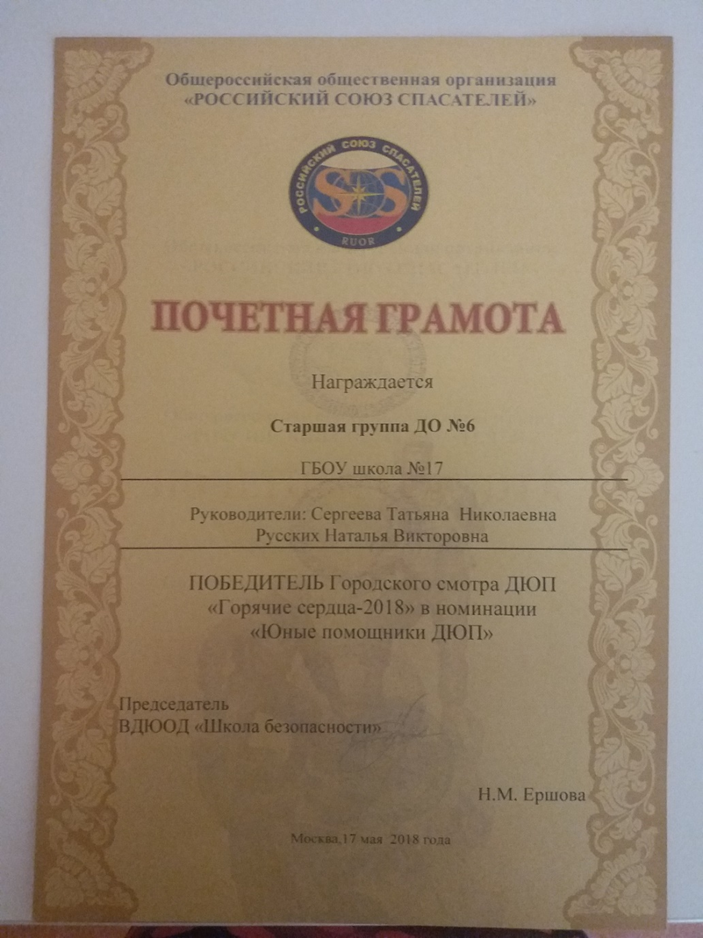 Общероссийская общественная организация
«РОССИЙСКИЙ СОЮЗ СПАСАТЕЛЕЙ»
РОССИЙСКИЙ СОЮЗ СПАСАТЕЛЕЙ
SOS
RUOR
ПОЧЕТНАЯ ГРАМОТА
Награждается
Старшая группа ДО №6
ГБОУ школа №17
Руководители: Сергеева Татьяна Николаевна
Русских Наталья Викторовна
ПОБЕДИТЕЛЬ Городского смотра ДЮП
«Горячие сердца-2018» в номинации
«Юные помощники ДЮП»
Председатель
ВДЮООД «Школа безопасности»
Н.М. Ершова
Москва,17 мая 2018 года